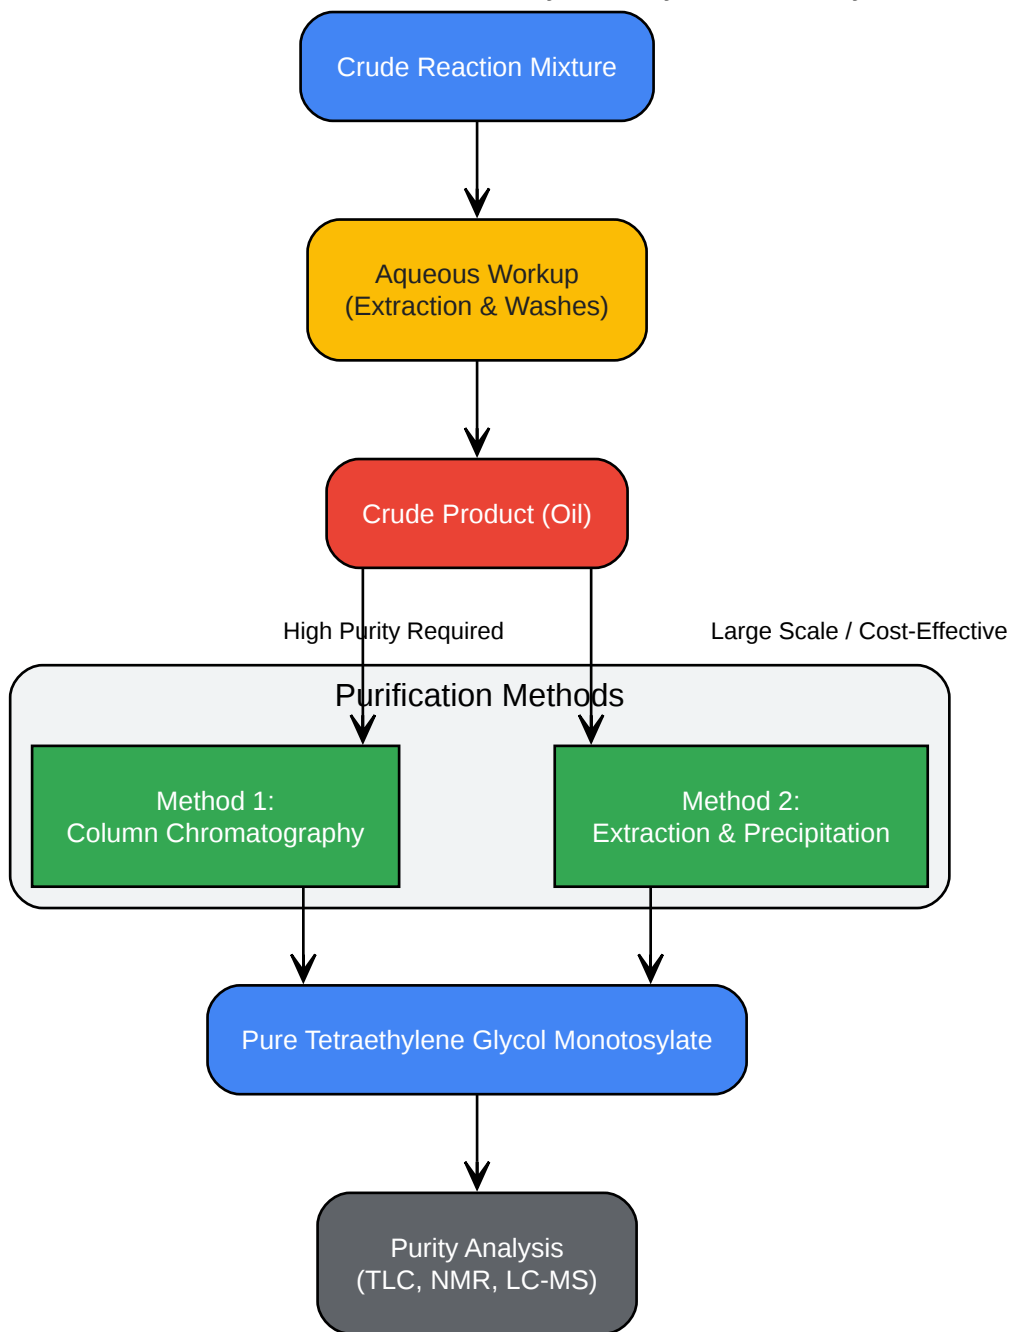 Crude Reaction Mixture
Aqueous Workup
(Extraction & Washes)
Crude Product (Oil)
High Purity Required
Large Scale / Cost-Effective
Purification Methods
Method 1:
Column Chromatography
Method 2:
Extraction & Precipitation
Pure Tetraethylene Glycol Monotosylate
Purity Analysis
(TLC, NMR, LC-MS)